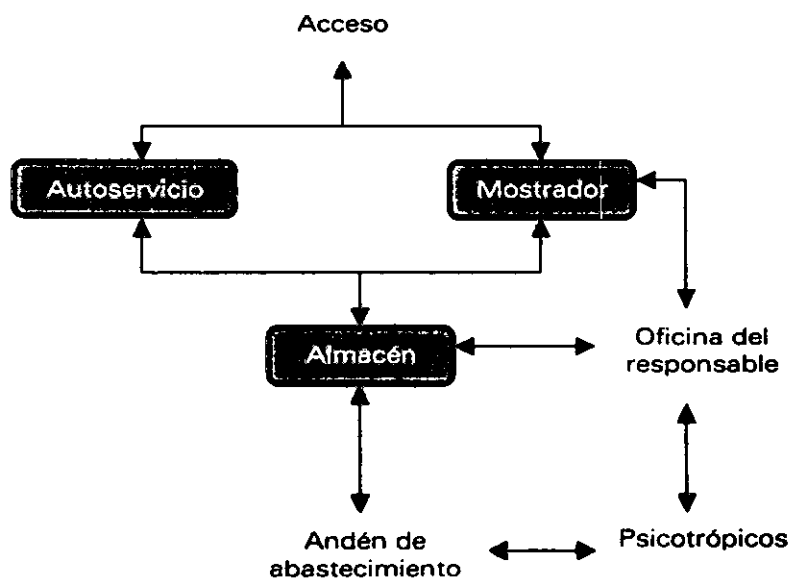 Acceso
Autoservicio
Mostrador
Almacén
Oficina del
responsable
Andén de
abastecimiento
Psicotrópicos